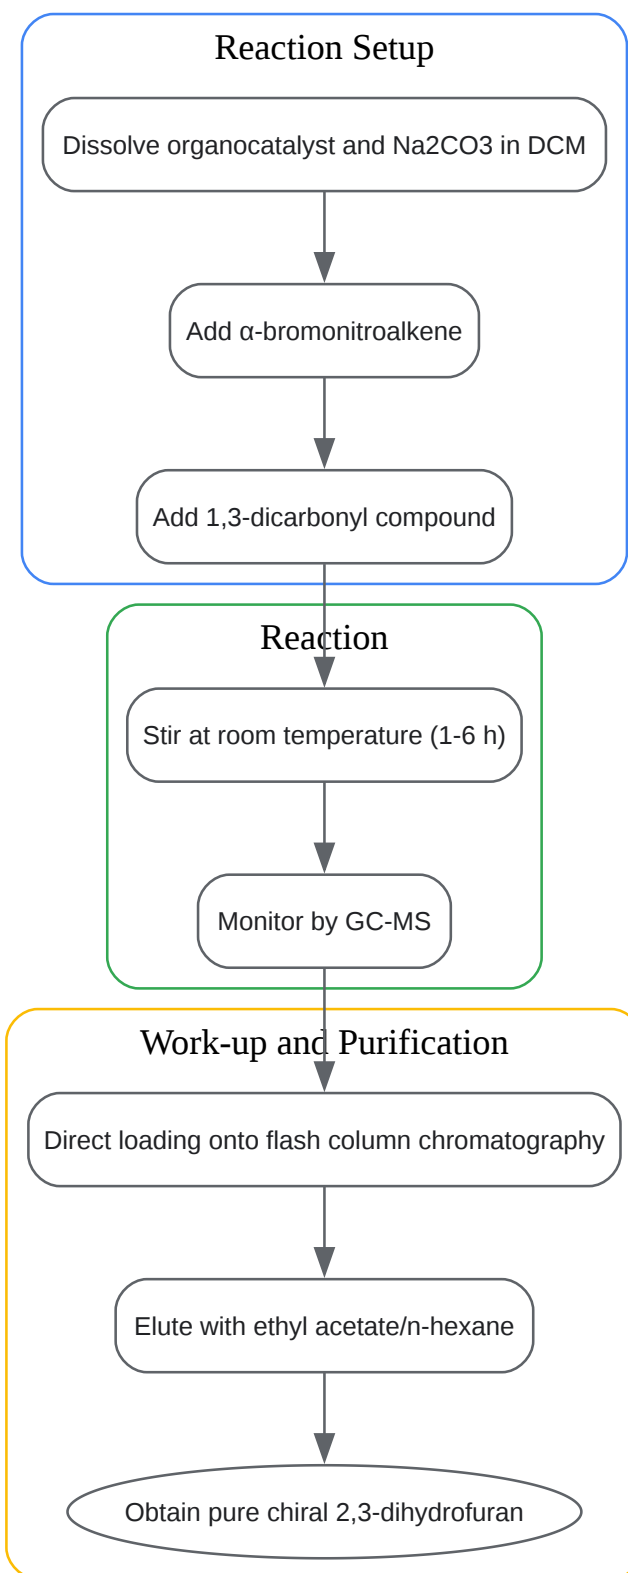 Reaction Setup
Dissolve organocatalyst and Na2CO3 in DCM
Add α-bromonitroalkene
Add 1,3-dicarbonyl compound
Reaction
Stir at room temperature (1-6 h)
Monitor by GC-MS
Work-up and Purification
Direct loading onto flash column chromatography
Elute with ethyl acetate/n-hexane
Obtain pure chiral 2,3-dihydrofuran